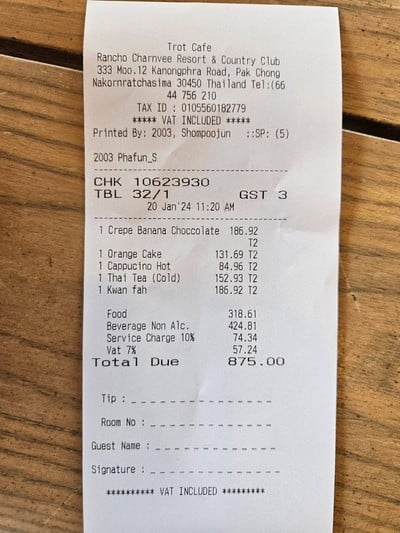 Trot Cafe
Rancho Charnvee Resort & Country Club
333 Moo.12 Kanongphra Road, Pak Chong
Nakornratchasima 30450 Thailand Tel:(66
44 756 210
TAX ID : 0105560182779
***** VAT INCLUDED *****
Printed By: 2003, Shompoojun ::SP: (5)
2003 Phafun_S
CHK 10623930
TBL 32/1 GST 3
20 Jan'24 11:20 AM
1 Crepe Banana Choccolate 186.92
T2
1 Orange Cake 131.69 T2
1 Cappucino Hot 84.96 T2
1 Thai Tea (Cold) 152.93 T2
1 Kwan fah 186.92 T2
Food 318.61
Beverage Non Alc. 424.81
Service Charge 10% 74.34
Vat 7% 57.24
Total Due 875.00
Tip : _ _ _ _ _ _ _ _ _ _ _ _ _ _
Room No : _ _ _ _ _ _ _ _ _ _ _ _
Guest Name : _ _ _ _ _ _ _ _ _ _ _ _
Signature : _ _ _ _ _ _ _ _ _ _ _ _ _
********** VAT INCLUDED *********